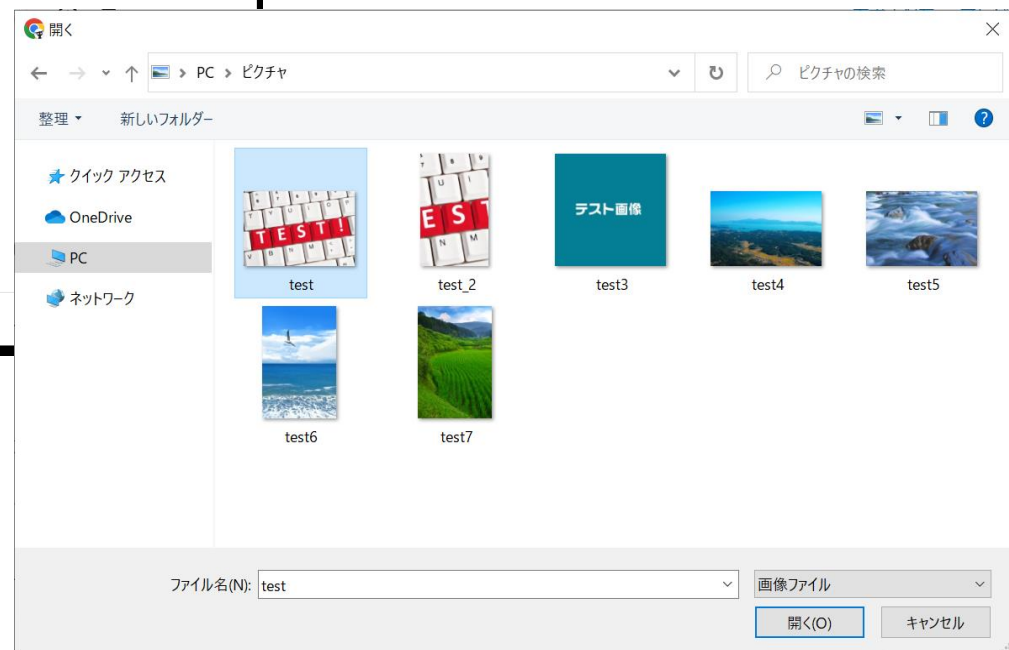 開く
PC > ピクチャ
ピクチャの検索
整理
新しいフォルダー
クイック アクセス
OneDrive
PC
ネットワーク
TEST!
EST
テスト画像
test
test_2
test3
test4
test5
test6
test7
ファイル名(N): test
画像ファイル
開く(O)
キャンセル